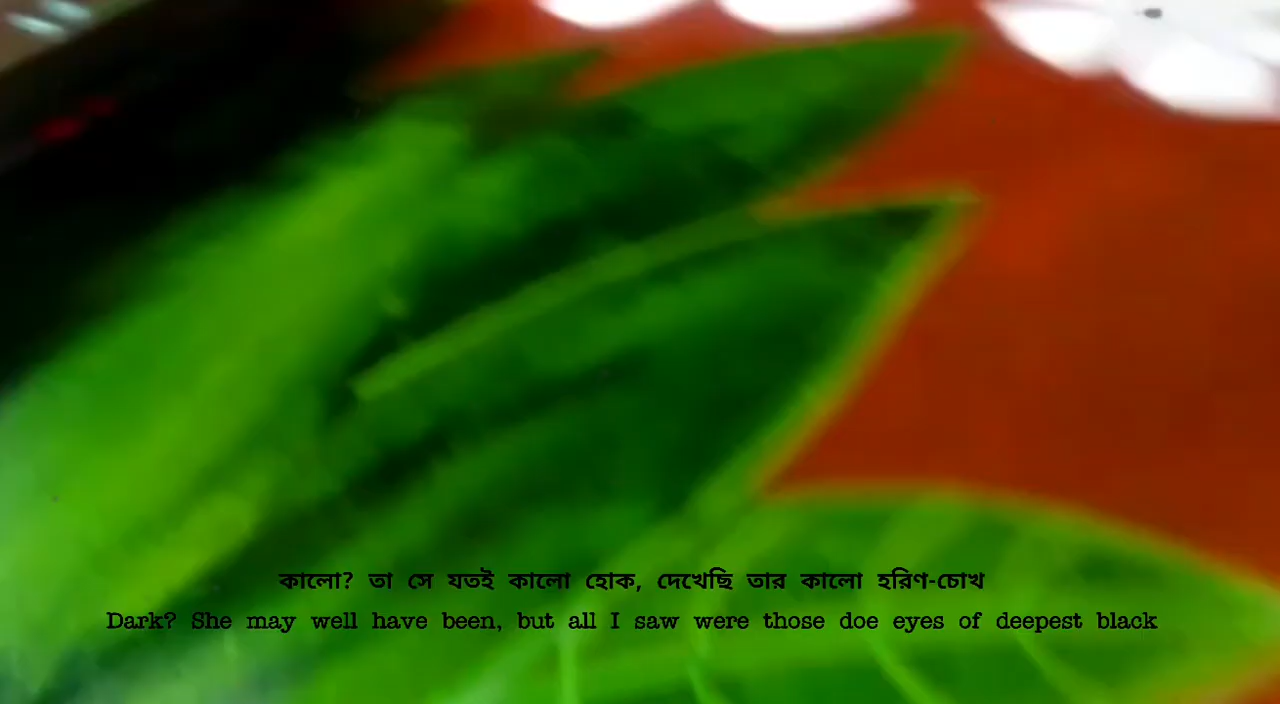 কালো? তা সে যতই কালো হোক, দেখেছি তার কালো হরিণ-চোখ
Dark? She may well have been, but all I saw were those doe eyes of deepest black